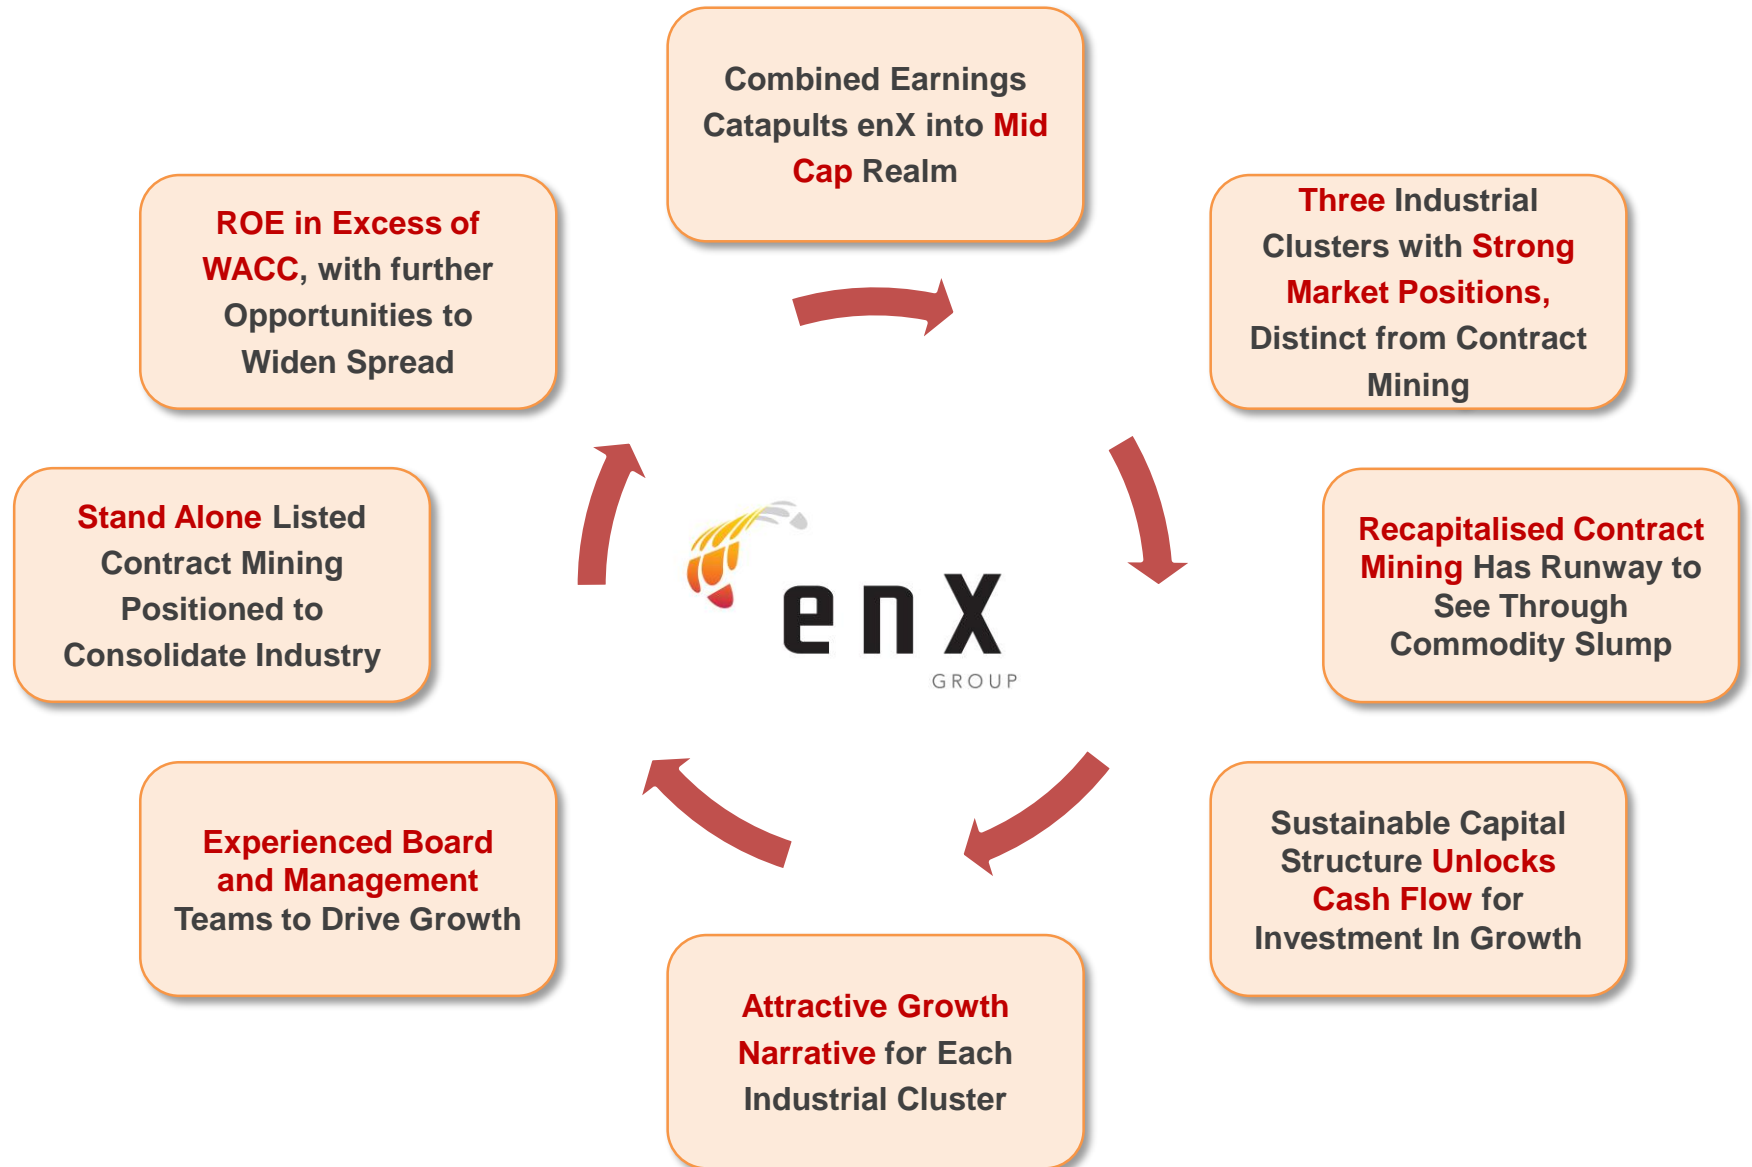 Combined Earnings
Catapults enX into Mid
Cap Realm
Three Industrial
Clusters with Strong
Market Positions,
Distinct from Contract
Mining
Recapitalised Contract
Mining Has Runway to
See Through
Commodity Slump
Sustainable Capital
Structure Unlocks
Cash Flow for
Investment In Growth
Attractive Growth
Narrative for Each
Industrial Cluster
Experienced Board
and Management
Teams to Drive Growth
Stand Alone Listed
Contract Mining
Positioned to
Consolidate Industry
ROE in Excess of
WACC, with further
Opportunities to
Widen Spread
enX
GROUP